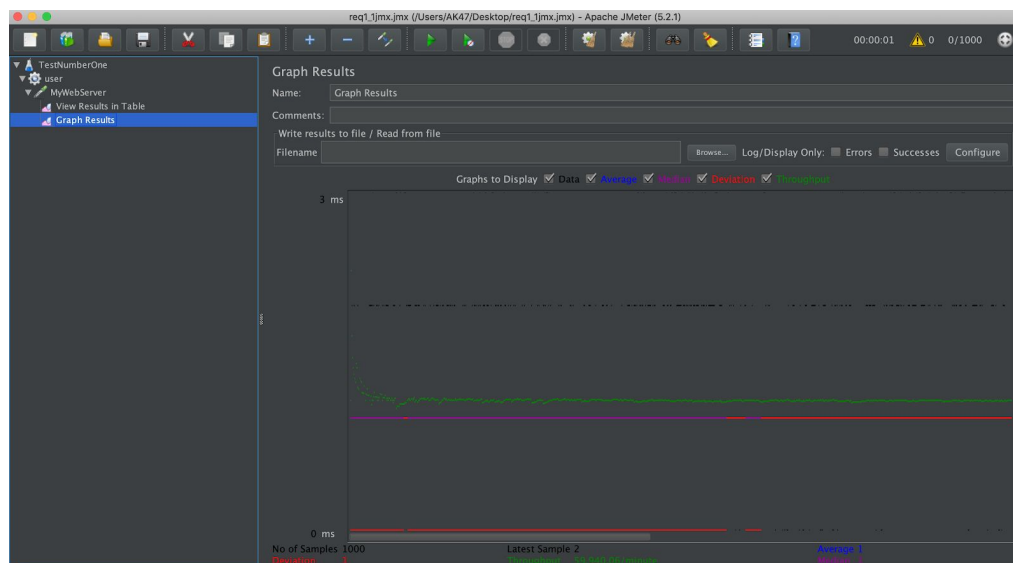 req1_1jmx.jmx (/Users/AK47/Desktop/req1_1jmx.jmx) - Apache JMeter (5.2.1)
00:00:01 0 0/1000
TestNumberOne
user
MyWebServer
View Results in Table
Graph Results
Graph Results
Name: Graph Results
Comments:
Write results to file / Read from file
Filename Browse... Log/Display Only: Errors Successes Configure
Graphs to Display Data Average Median Deviation Throughput
3 ms
0 ms
No of Samples 1000 Latest Sample 2 Average 1
Deviation Throughput